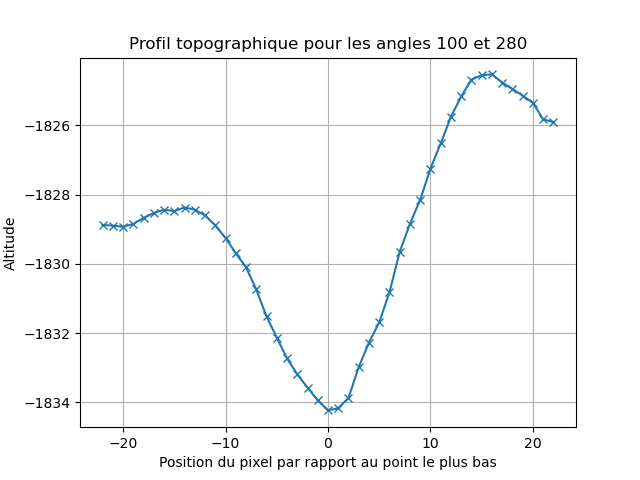 Profil topographique pour les angles 100 et 280
Altitude
−1826
−1828
−1830
−1832
−1834
−20 −10 0 10 20
Position du pixel par rapport au point le plus bas